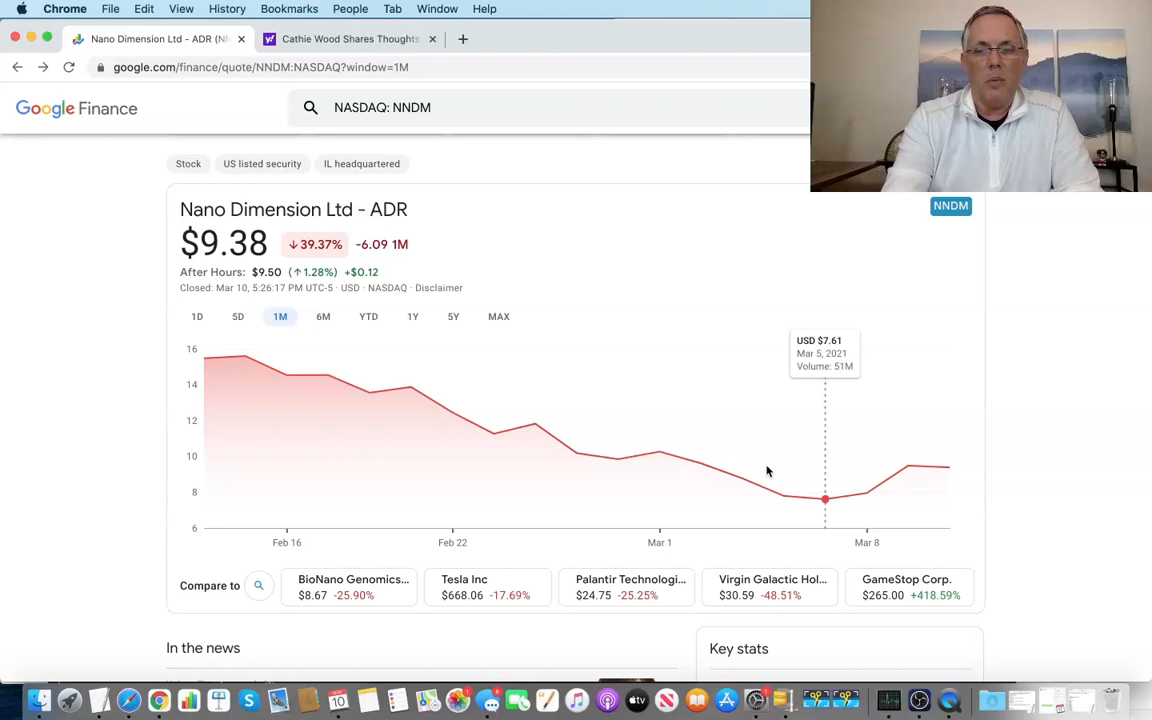 Chrome File Edit View History Bookmarks People Tab Window Help
Nano Dimension Ltd - ADR (NN
Cathie Wood Shares Thoughts
google.com/finance/quote/NNDM:NASDAQ?window=1M
Google Finance
NASDAQ: NNDM
Stock
US listed security
IL headquartered
Nano Dimension Ltd - ADR
NNDM
$9.38 ↓39.37% -6.09 1M
After Hours: $9.50 (↑1.28%) +$0.12
Closed: Mar 10, 5:26:17 PM UTC-5 · USD · NASDAQ · Disclaimer
1D 5D 1M 6M YTD 1Y 5Y MAX
USD $7.61
Mar 5, 2021
Volume: 51M
16
14
12
10
8
6
Feb 16 Feb 22 Mar 1 Mar 8
Compare to
BioNano Genomics...
$8.67 -25.90%
Tesla Inc
$668.06 -17.69%
Palantir Technologi...
$24.75 -25.25%
Virgin Galactic Hol...
$30.59 -48.51%
GameStop Corp.
$265.00 +418.59%
In the news
Key stats